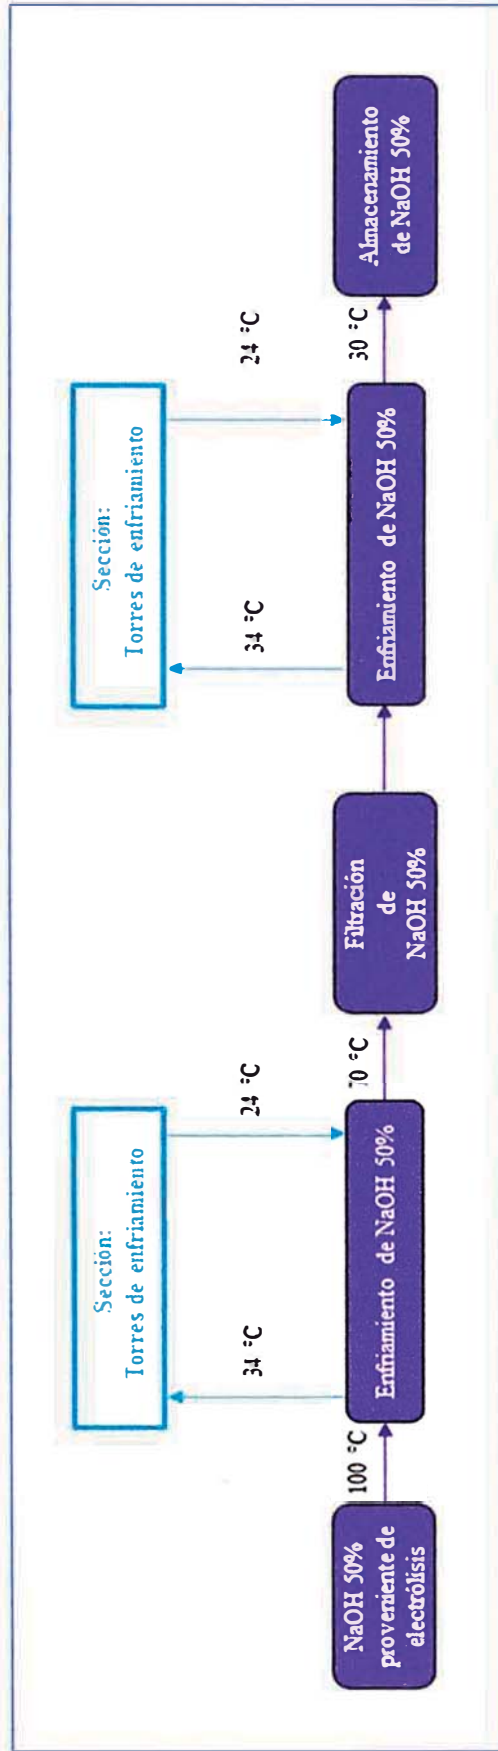 Sección:
Torres de enfriamiento
Sección:
Torres de enfriamiento
34 °C
24 °C
34 °C
24 °C
NaOH 50%
proveniente de
electrólisis
100 °C
Enfriamiento de NaOH 50%
70 °C
Filtración
de
NaOH 50%
Enfriamiento de NaOH 50%
30 °C
Almacenamiento
de NaOH 50%